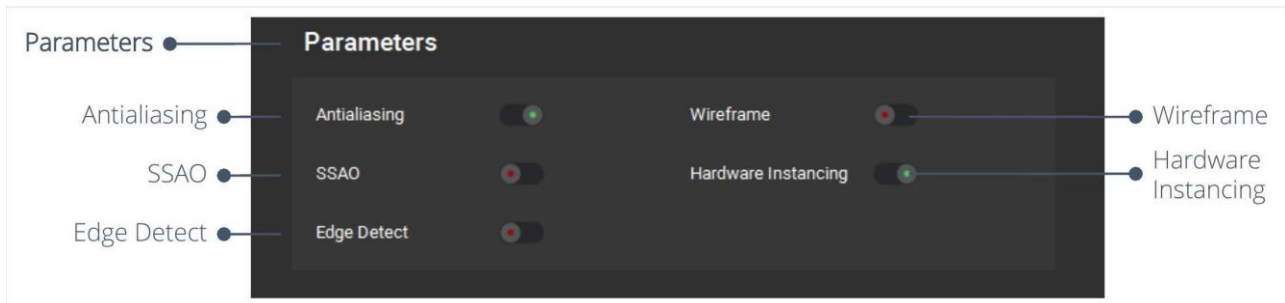 Parameters
Parameters
Antialiasing
Antialiasing
Wireframe
Wireframe
SSAO
SSAO
Hardware Instancing
Hardware
Instancing
Edge Detect
Edge Detect